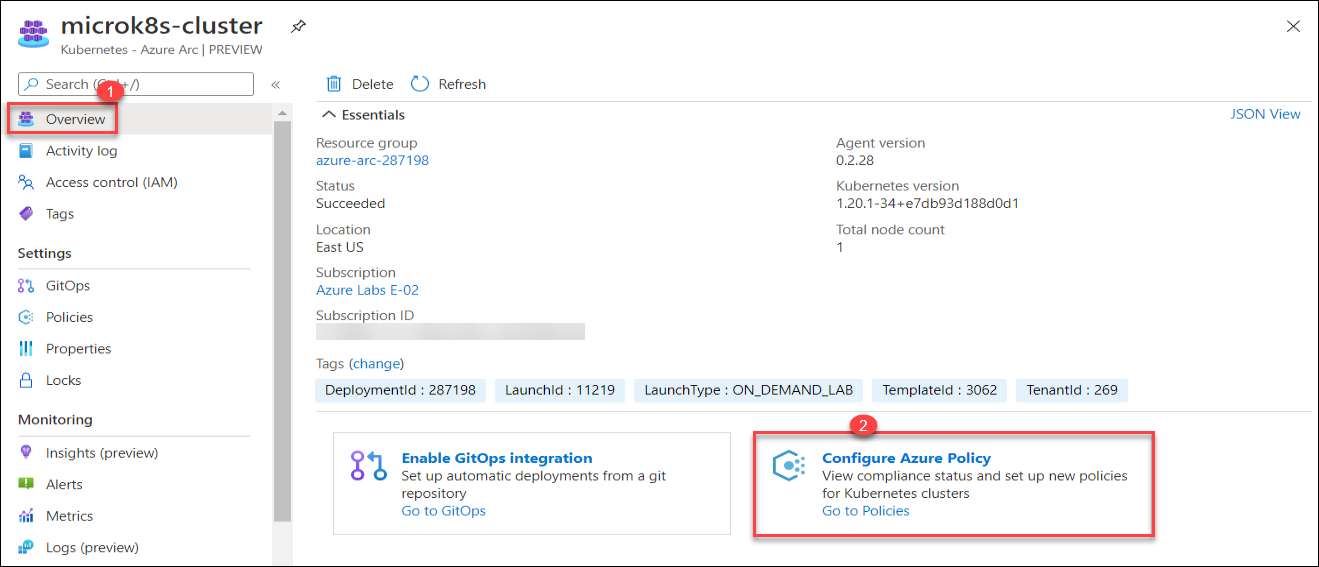 microk8s-cluster
Kubernetes - Azure Arc | PREVIEW
Search (Ctrl+/)
1
Overview
Activity log
Access control (IAM)
Tags
Settings
GitOps
Policies
Properties
Locks
Monitoring
Insights (preview)
Alerts
Metrics
Logs (preview)
Delete
Refresh
Essentials
JSON View
Resource group
azure-arc-287198
Status
Succeeded
Location
East US
Subscription
Azure Labs E-02
Subscription ID
Agent version
0.2.28
Kubernetes version
1.20.1-34+e7db93d188d0d1
Total node count
1
Tags (change)
DeploymentId : 287198
LaunchId : 11219
LaunchType : ON_DEMAND_LAB
TemplateId : 3062
TenantId : 269
Enable GitOps integration
Set up automatic deployments from a git
repository
Go to GitOps
2
Configure Azure Policy
View compliance status and set up new policies
for Kubernetes clusters
Go to Policies